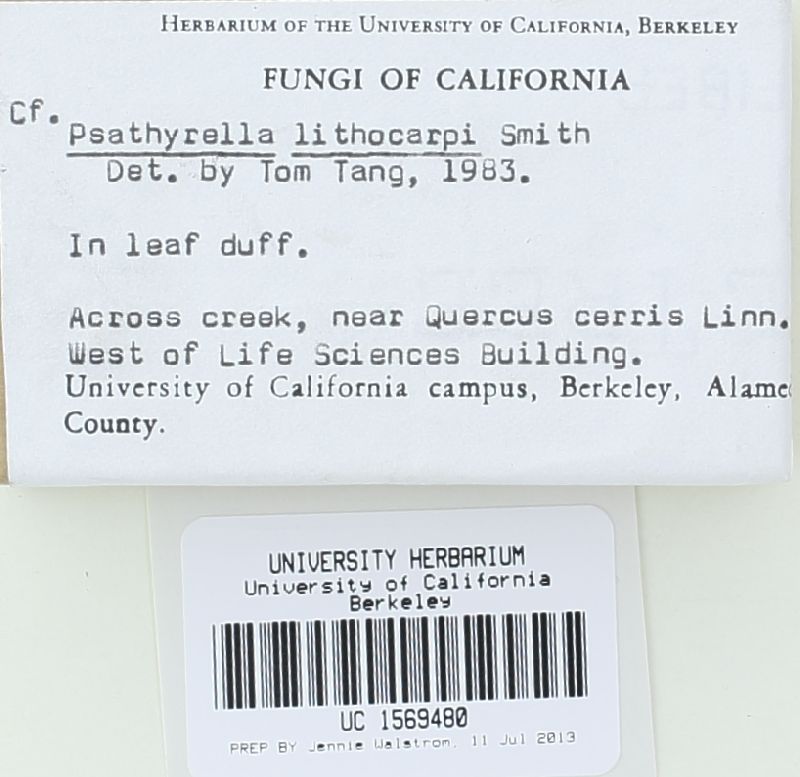 HERBARIUM OF THE UNIVERSITY OF CALIFORNIA, BERKELEY
FUNGI OF CALIFORNIA
Cf.
Psathyrella lithocarpi Smith
Det. by Tom Tang, 1983.
In leaf duff.
Across creek, near Quercus cerris Linn.
West of Life Sciences Building.
University of California campus, Berkeley, Alame
County.
UNIVERSITY HERBARIUM
University of California
Berkeley
UC 1569480
PREP BY Jennie Walstrom, 11 Jul 2013